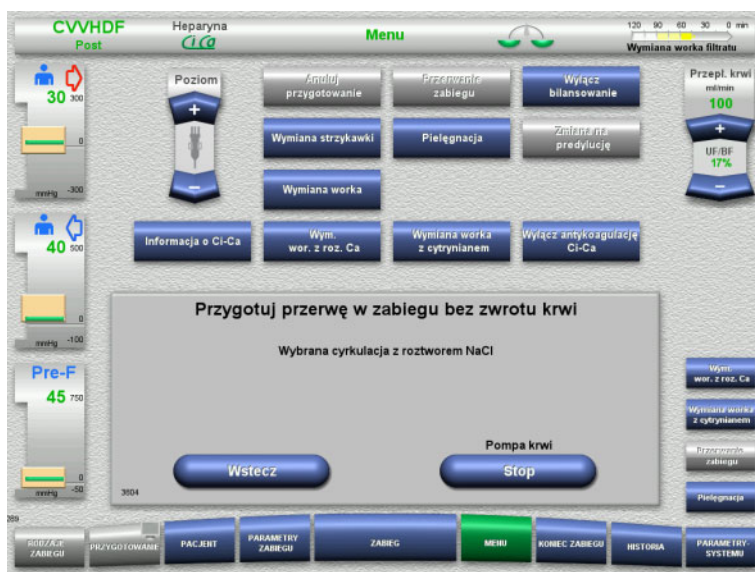 CVVHDF
Post
Heparyna
CiCa
Menu
120 90 60 30 0 min
Wymiana worka filtratu
30
300
0
mmHg -300
40
500
0
mmHg -100
Pre-F
45
750
0
mmHg -50
Poziom
+
−
Anuluj
przygotowanie
Przerwanie
zabiegu
Wyłącz
bilansowanie
Wymiana strzykawki
Pielęgnacja
Zmiana na
predylucję
Wymiana worka
Informacja o Ci-Ca
Wym.
wor. z roz. Ca
Wymiana worka
z cytrynianem
Wyłącz antykoagulację
Ci-Ca
Przepł. krwi
ml/min
100
+
UF/BF
17%
−
Przygotuj przerwę w zabiegu bez zwrotu krwi
Wybrana cyrkulacja z roztworem NaCl
Pompa krwi
Wstecz
Stop
3604
Wym.
wor. z roz. Ca
Wymiana worka
z cytrynianem
Przerwanie
zabiegu
Pielęgnacja
RODZAJE
ZABIEGU
PRZYGOTOWANIE
PACJENT
PARAMETRY
ZABIEGU
ZABIEG
MENU
KONIEC ZABIEGU
HISTORIA
PARAMETRY-
SYSTEMU